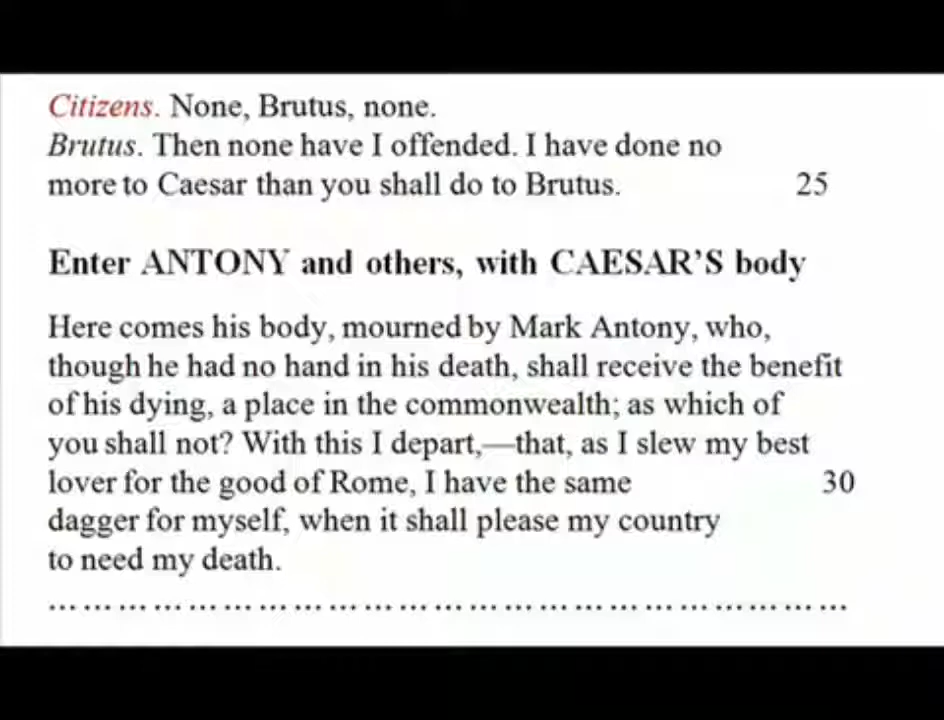 Citizens. None, Brutus, none.
Brutus. Then none have I offended. I have done no
more to Caesar than you shall do to Brutus. 25
Enter ANTONY and others, with CAESAR'S body
Here comes his body, mourned by Mark Antony, who,
though he had no hand in his death, shall receive the benefit
of his dying, a place in the commonwealth; as which of
you shall not? With this I depart,—that, as I slew my best
lover for the good of Rome, I have the same 30
dagger for myself, when it shall please my country
to need my death.
… … … … … … … … … … … … … … … … … … … … … … …